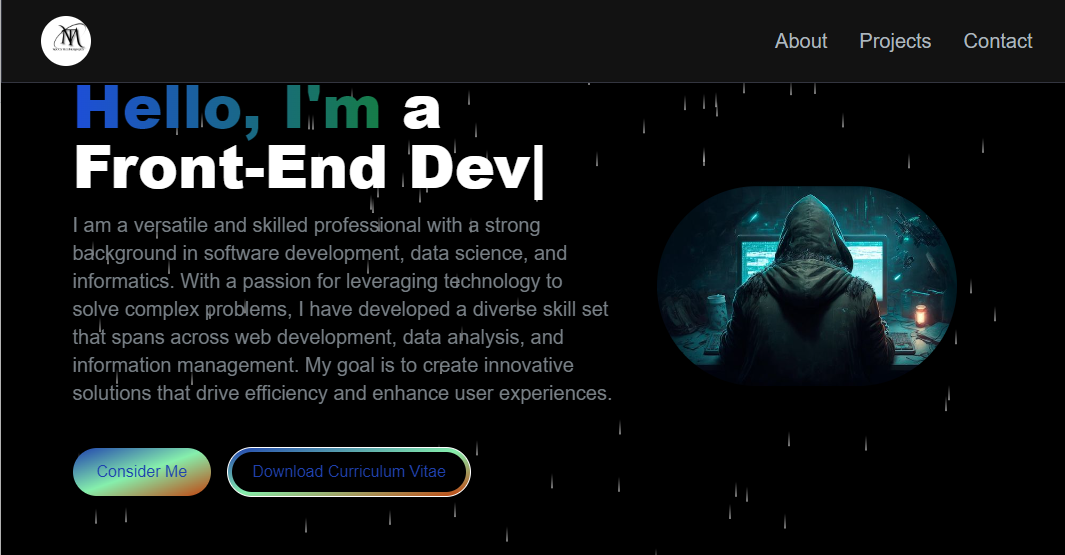 About Projects Contact
Hello, I'm a
Front-End Dev|
I am a versatile and skilled professional with a strong
background in software development, data science, and
informatics. With a passion for leveraging technology to
solve complex problems, I have developed a diverse skill set
that spans across web development, data analysis, and
information management. My goal is to create innovative
solutions that drive efficiency and enhance user experiences.
Consider Me Download Curriculum Vitae